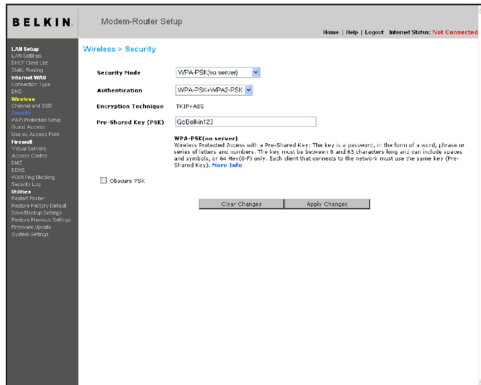 BELKIN.
Modem-Router Setup
Home | Help | Logout Internet Status: Not Connected
LAN Setup
LAN Settings
DHCP Client List
Static Routing
Internet WAN
Connection Type
DNS
Wireless
Channel and SSID
Security
Wi-Fi Protected Setup
Guest Access
Use as Access Point
Firewall
Virtual Servers
Access Control
DMZ
DDNS
WAN Ping Blocking
Security Log
Utilities
Restart Router
Restore Factory Default
Save/Backup Settings
Restore Previous Settings
Firmware Update
System Settings
Wireless > Security
Security Mode
WPA-PSK(no server)
Authentication
WPA-PSK+WPA2-PSK
Encryption Technique
TKIP+AES
Pre-Shared Key (PSK)
GoBelkin123
WPA-PSK(no server)
Wireless Protected Access with a Pre-Shared Key: The key is a password, in the form of a word, phrase or
series of letters and numbers. The key must be between 8 and 63 characters long and can include spaces
and symbols, or 64 Hex(0-F) only. Each client that connects to the network must use the same key (Pre-
Shared Key). More Info
Obscure PSK
Clear Changes
Apply Changes